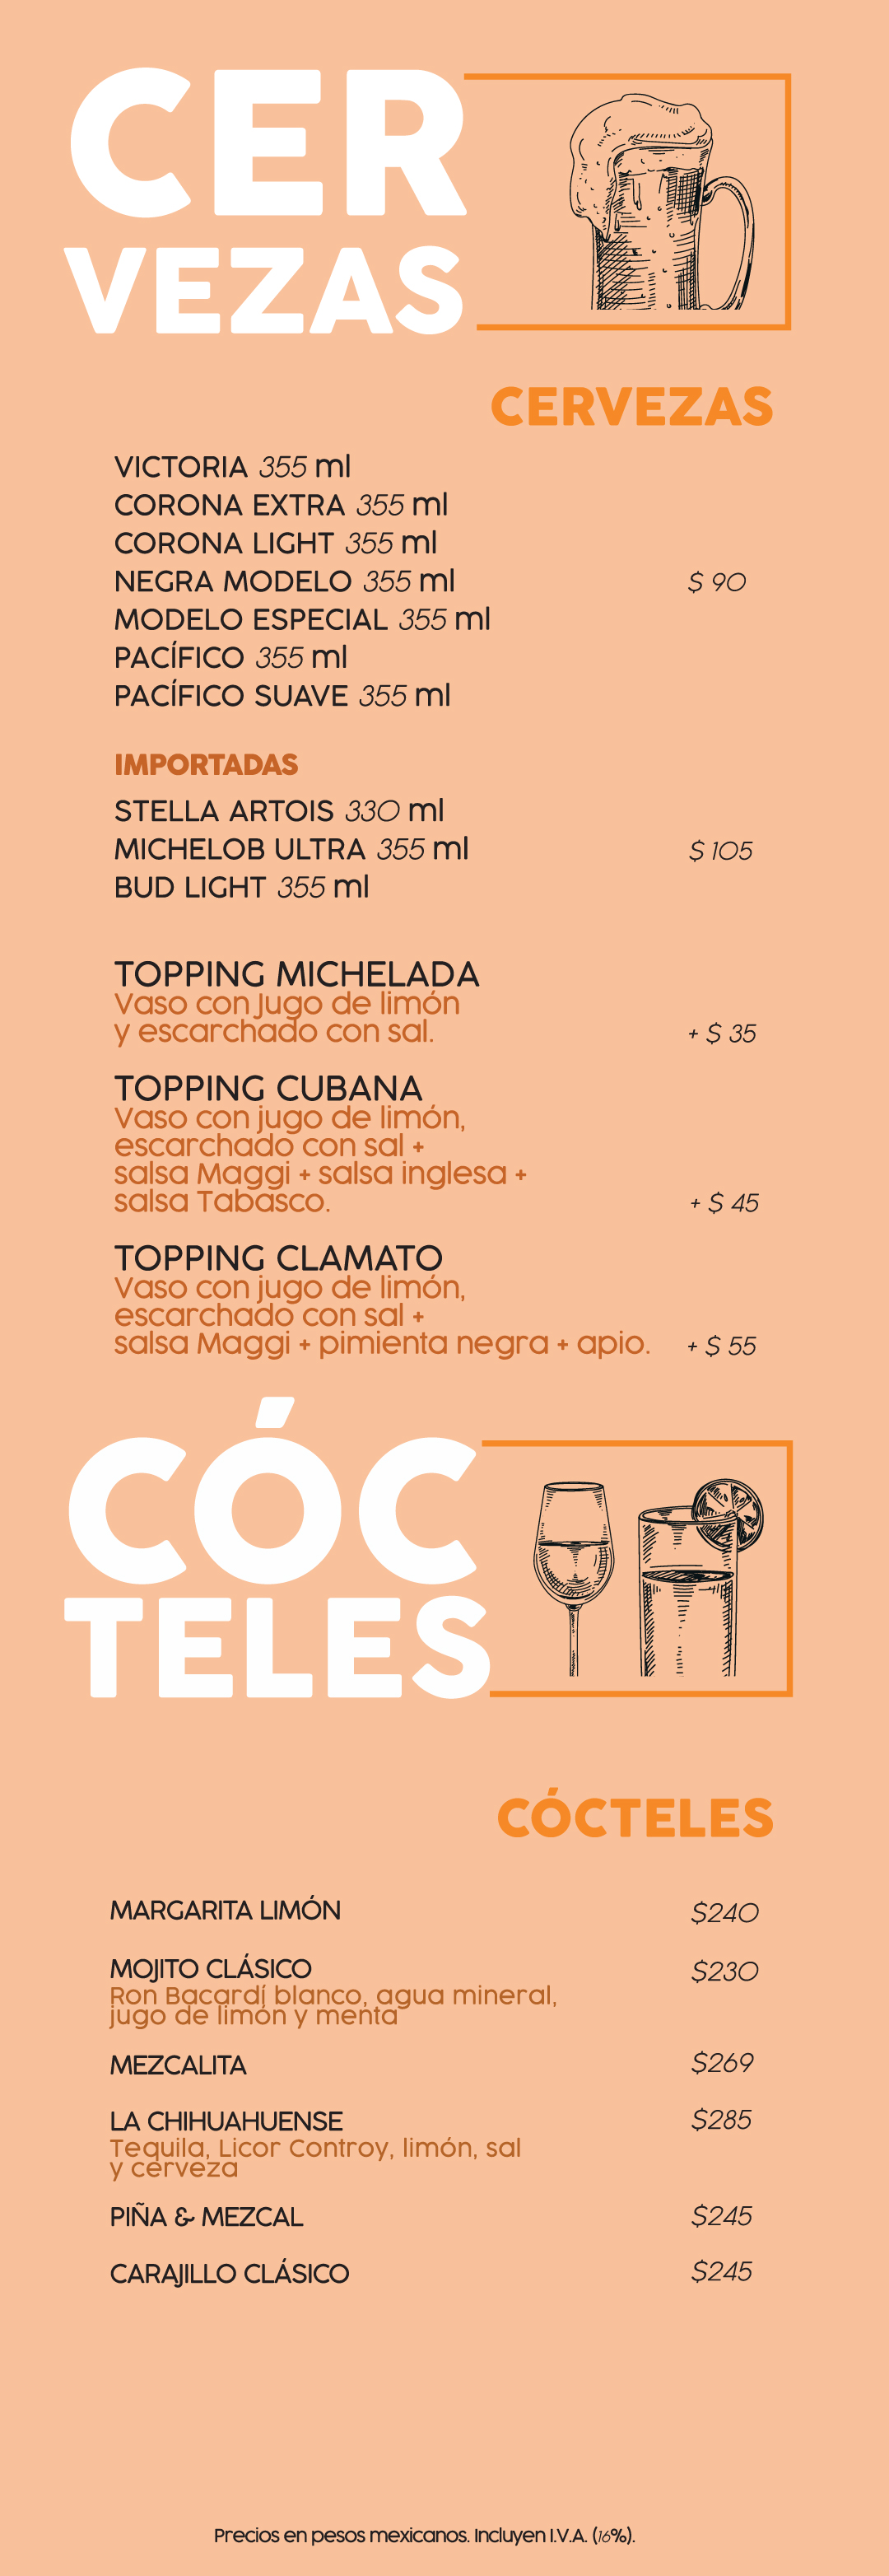 CER
VEZAS
CERVEZAS
VICTORIA 355 ml
CORONA EXTRA 355 ml
CORONA LIGHT 355 ml
NEGRA MODELO 355 ml $ 90
MODELO ESPECIAL 355 ml
PACÍFICO 355 ml
PACÍFICO SUAVE 355 ml
IMPORTADAS
STELLA ARTOIS 330 ml
MICHELOB ULTRA 355 ml $ 105
BUD LIGHT 355 ml
TOPPING MICHELADA
Vaso con Jugo de limón
y escarchado con sal. + $ 35
TOPPING CUBANA
Vaso con jugo de limón,
escarchado con sal +
salsa Maggi + salsa inglesa +
salsa Tabasco. + $ 45
TOPPING CLAMATO
Vaso con jugo de limón,
escarchado con sal +
salsa Maggi + pimienta negra + apio. + $ 55
CÓC
TELES
CÓCTELES
MARGARITA LIMÓN $240
MOJITO CLÁSICO $230
Ron Bacardí blanco, agua mineral,
jugo de limón y menta
MEZCALITA $269
LA CHIHUAHUENSE $285
Tequila, Licor Controy, limón, sal
y cerveza
PIÑA & MEZCAL $245
CARAJILLO CLÁSICO $245
Precios en pesos mexicanos. Incluyen I.V.A. (16%).